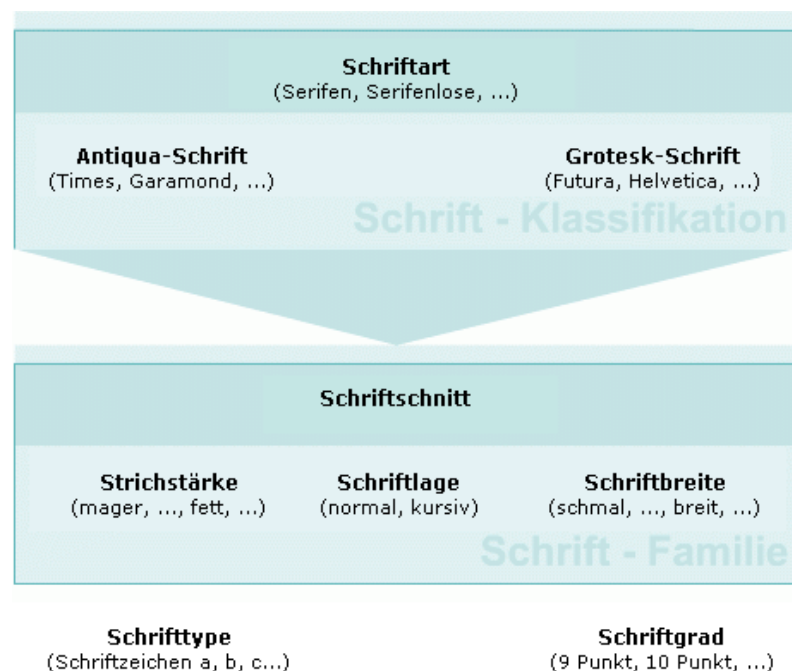 Schriftart
(Serifen, Serifenlose, ...)
Antiqua-Schrift
(Times, Garamond, ...)
Grotesk-Schrift
(Futura, Helvetica, ...)
Schrift - Klassifikation
Schriftschnitt
Strichstärke
(mager, ..., fett, ...)
Schriftlage
(normal, kursiv)
Schriftbreite
(schmal, ..., breit, ...)
Schrift - Familie
Schrifttype
(Schriftzeichen a, b, c...)
Schriftgrad
(9 Punkt, 10 Punkt, ...)